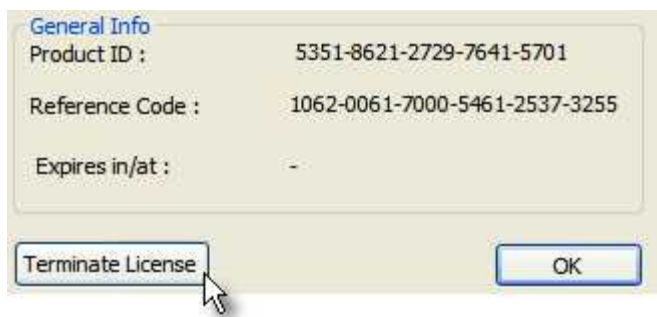 General Info
Product ID : 5351-8621-2729-7641-5701
Reference Code : 1062-0061-7000-5461-2537-3255
Expires in/at : -
Terminate License OK